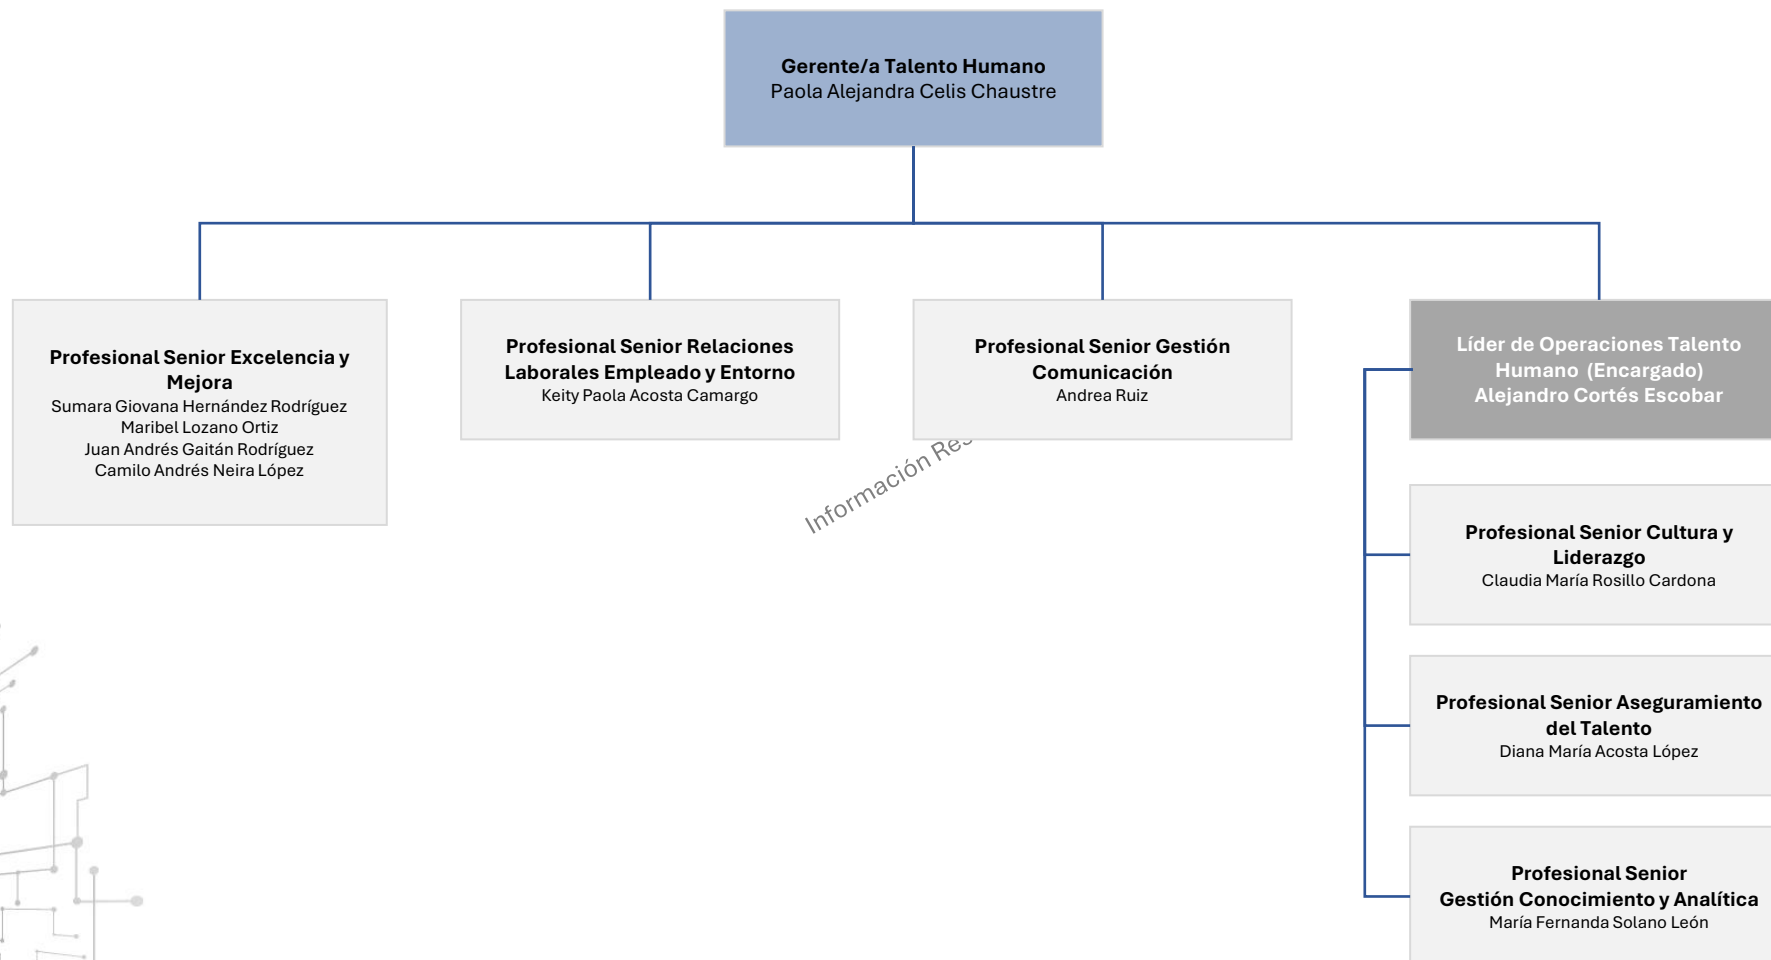 Gerente/a Talento Humano
Paola Alejandra Celis Chaustre
Profesional Senior Excelencia y
Mejora
Sumara Giovana Hernández Rodríguez
Maribel Lozano Ortiz
Juan Andrés Gaitán Rodríguez
Camilo Andrés Neira López
Profesional Senior Relaciones
Laborales Empleado y Entorno
Keity Paola Acosta Camargo
Profesional Senior Gestión
Comunicación
Andrea Ruiz
Líder de Operaciones Talento
Humano (Encargado)
Alejandro Cortés Escobar
Información
Profesional Senior Cultura y
Liderazgo
Claudia María Rosillo Cardona
Profesional Senior Aseguramiento
del Talento
Diana María Acosta López
Profesional Senior
Gestión Conocimiento y Analítica
María Fernanda Solano León